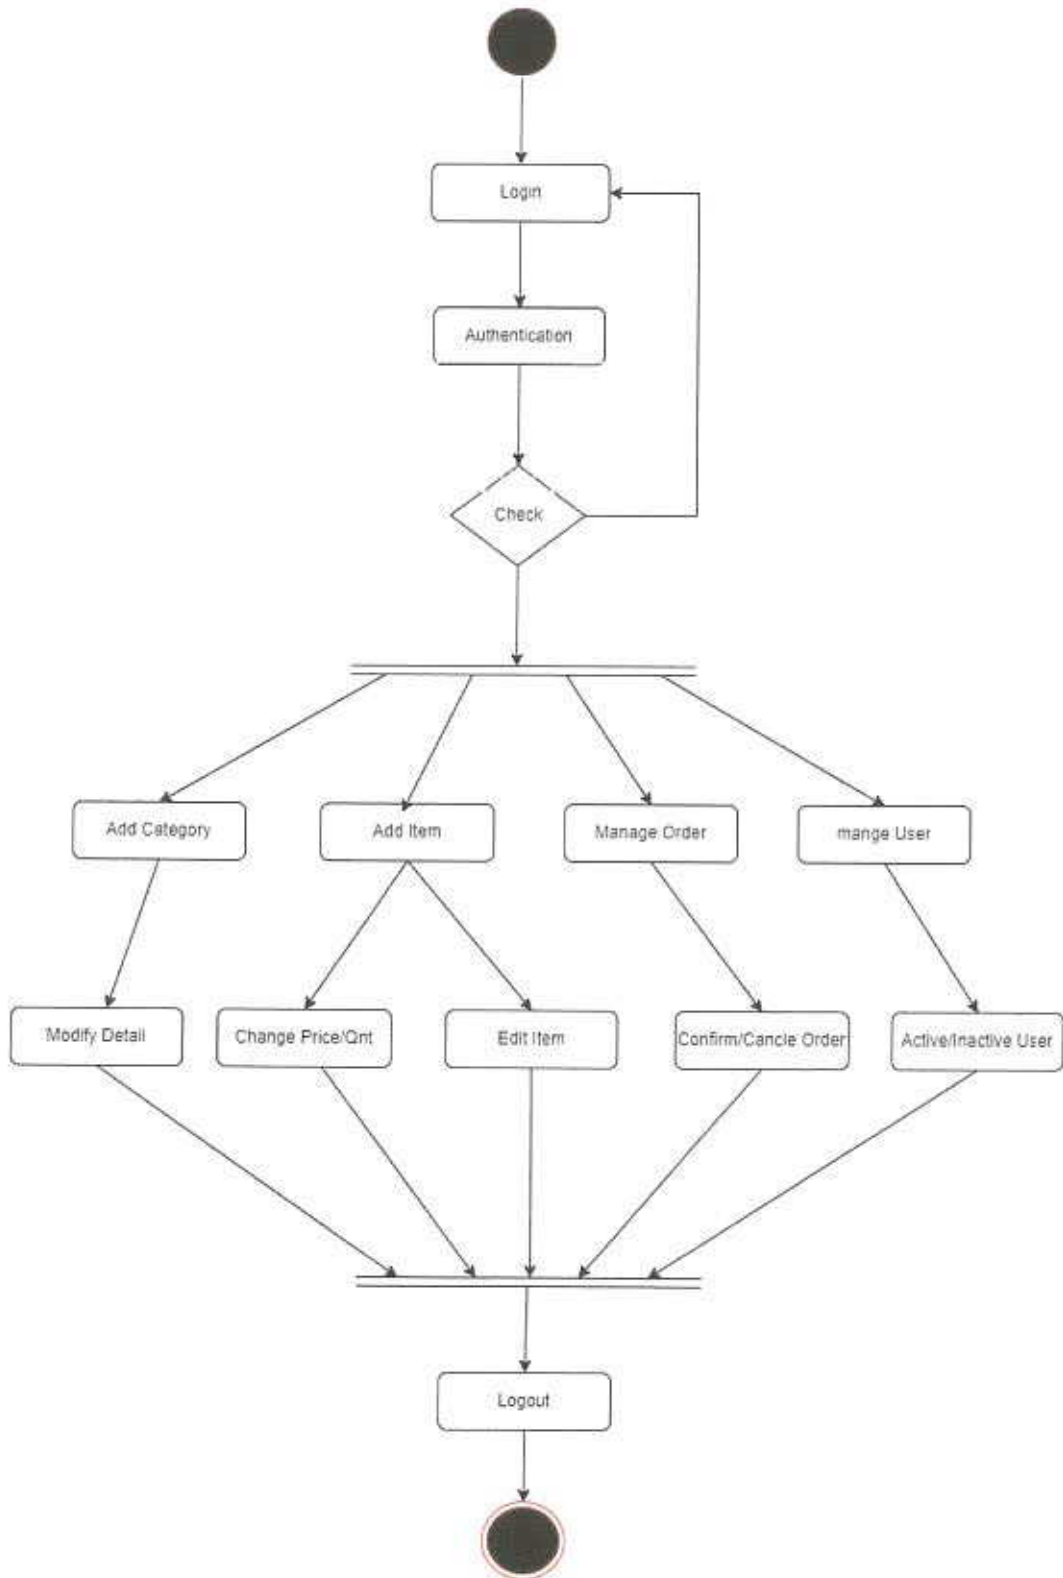 Login
Authentication
Check
Add Category
Add Item
Manage Order
mange User
Modify Detail
Change Price/Qnt
Edit Item
Confirm/Cancle Order
Active/Inactive User
Logout